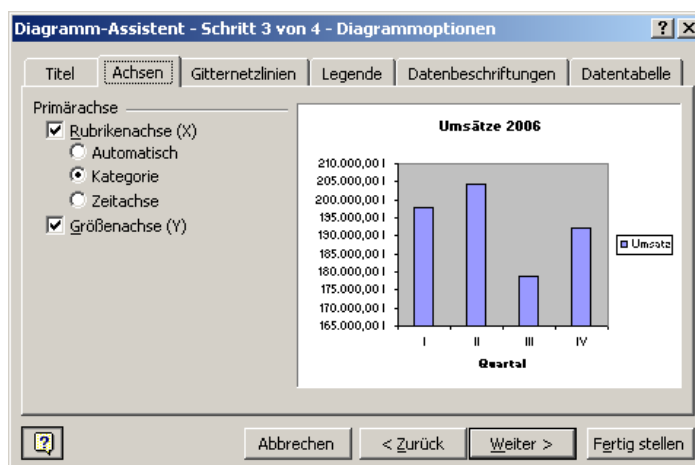 Diagramm-Assistent - Schritt 3 von 4 - Diagrammoptionen
Titel Achsen Gitternetzlinien Legende Datenbeschriftungen Datentabelle
Primärachse
Rubrikenachse (X)
Automatisch
Kategorie
Zeitachse
Größenachse (Y)
Umsätze 2006
210.000,00 I
205.000,00 I
200.000,00 I
195.000,00 I
190.000,00 I
185.000,00 I
180.000,00 I
175.000,00 I
170.000,00 I
165.000,00 I
I II III IV
Quartal
Umsatz
Abbrechen < Zurück Weiter > Fertig stellen